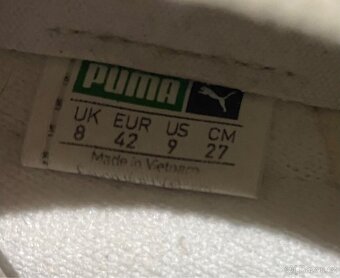 PUMA
UK EUR US CM
8 42 9 27
Made in Vietnam